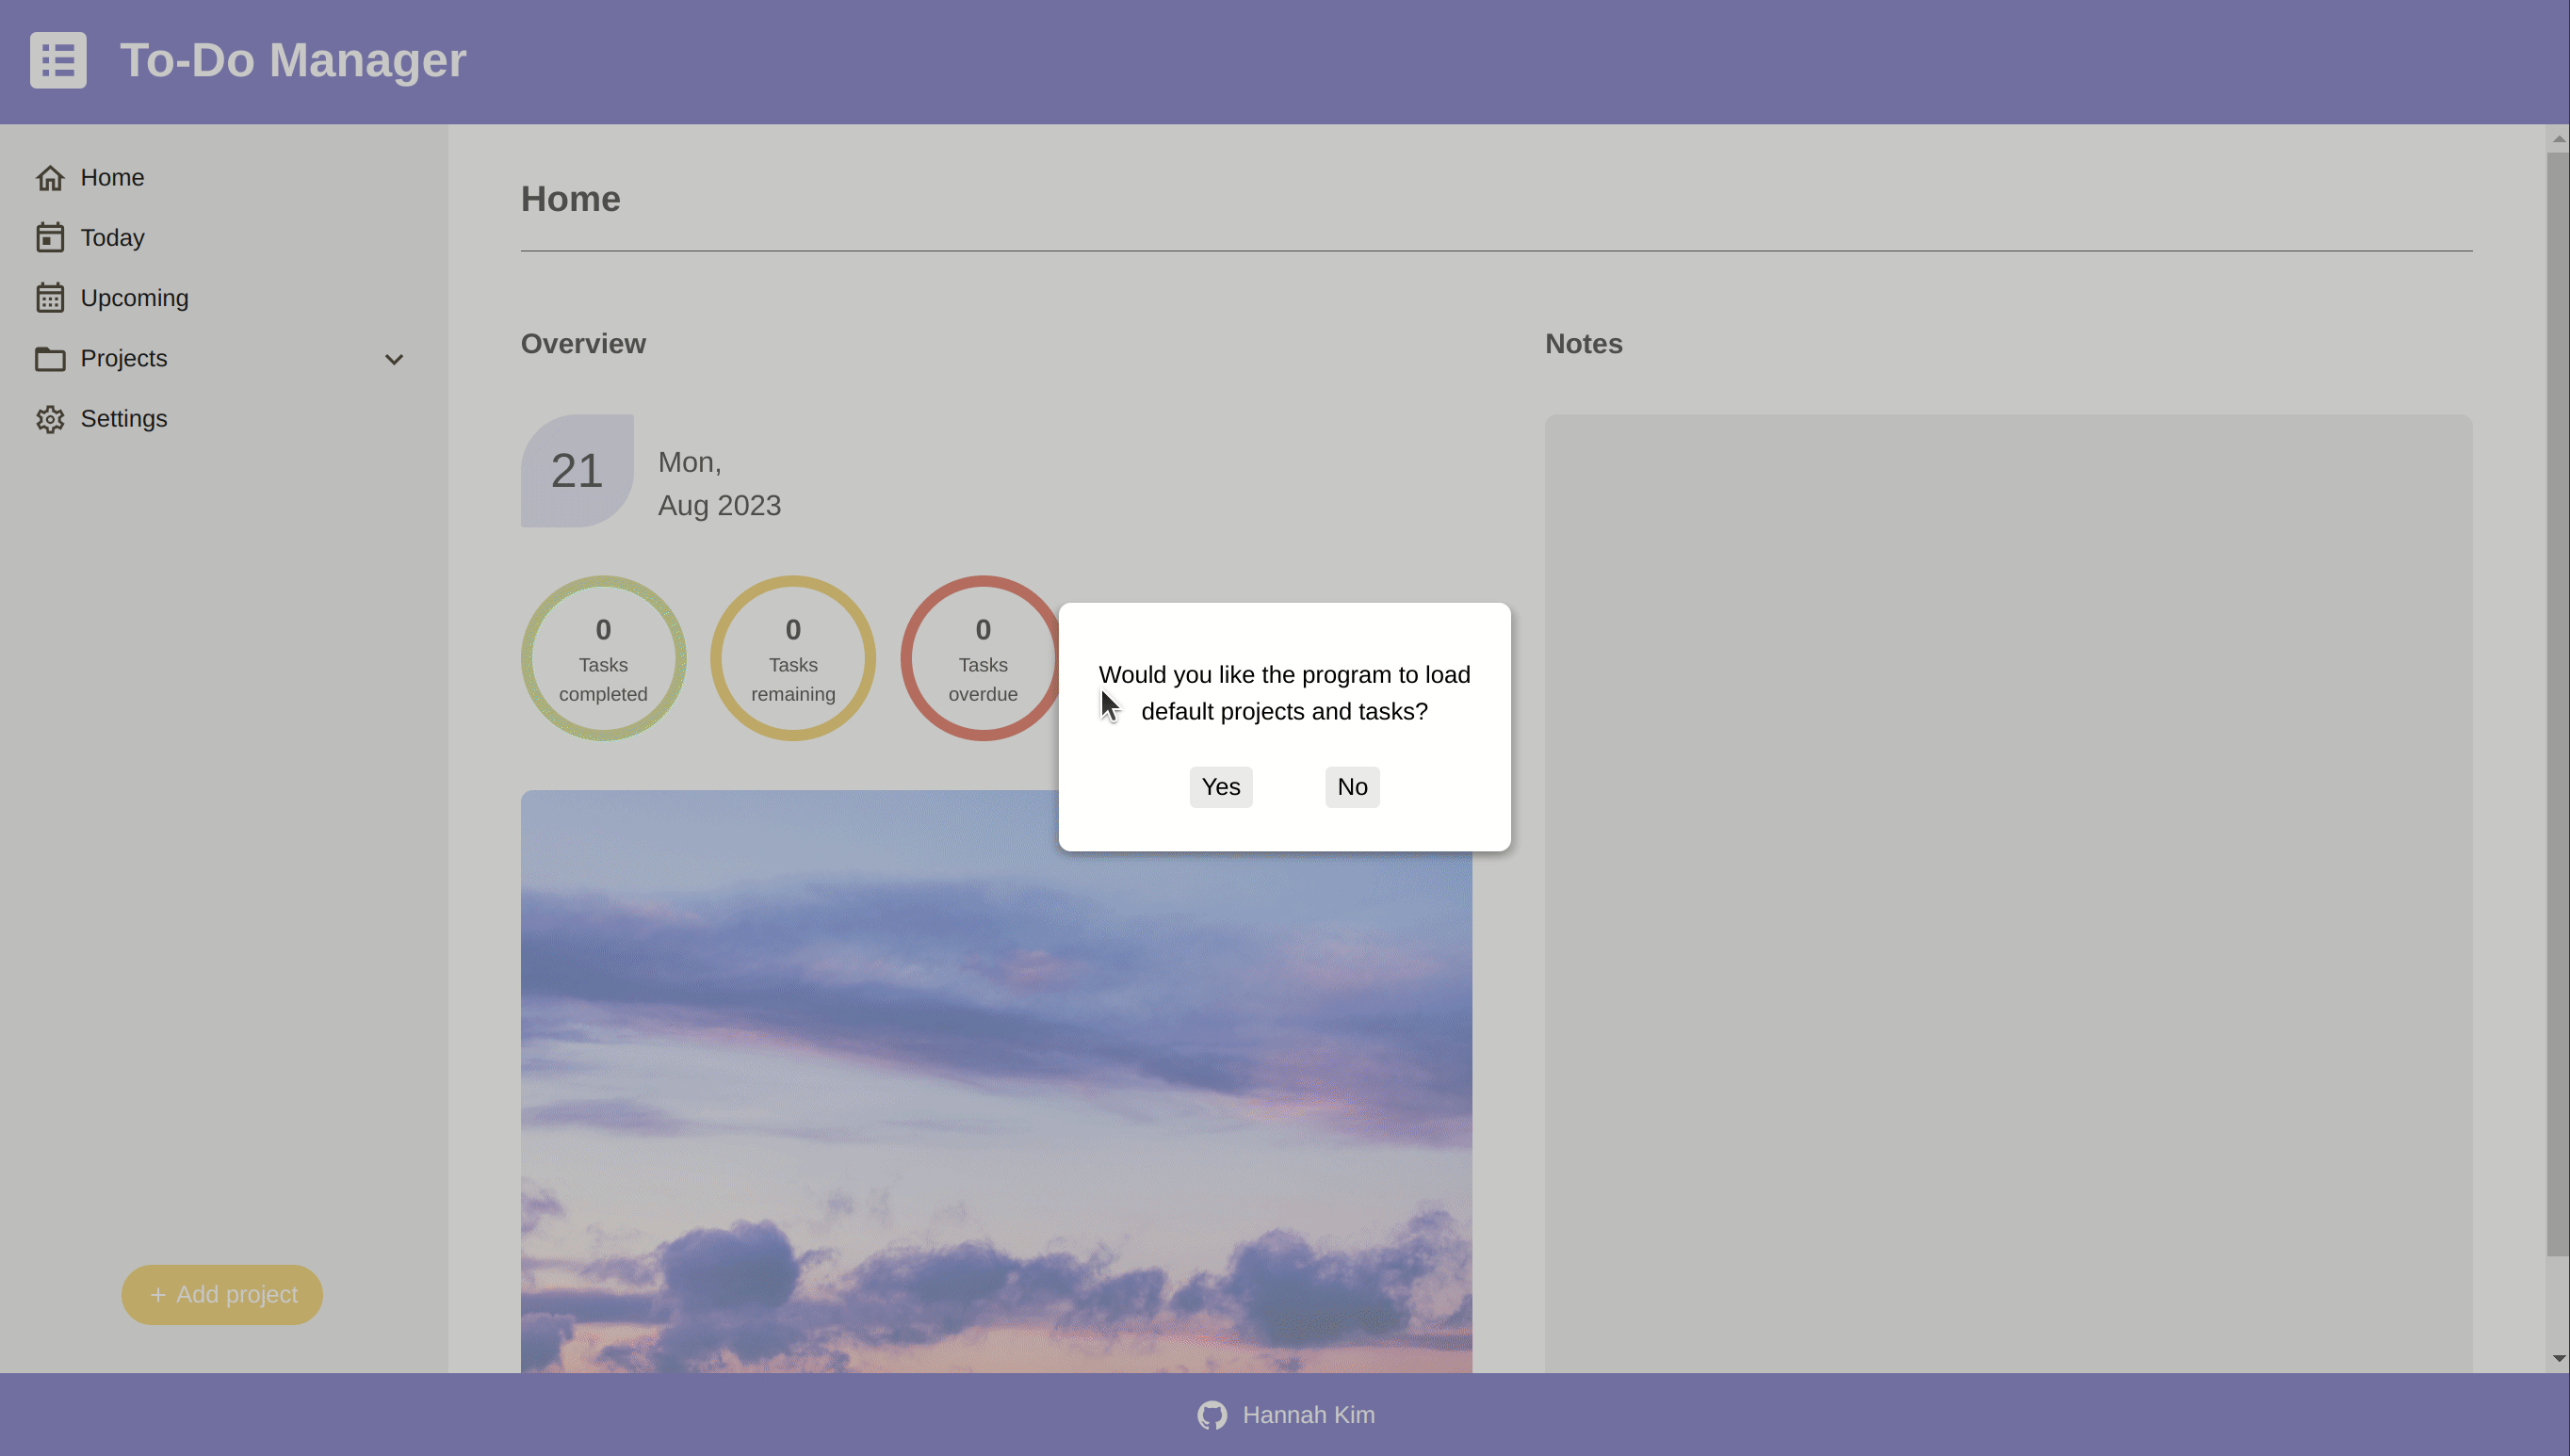 To-Do Manager
Home
Today
Upcoming
Projects
Settings
+ Add project
Home
Overview
21
Mon,
Aug 2023
0
Tasks
completed
0
Tasks
remaining
0
Tasks
overdue
Notes
Would you like the program to load
default projects and tasks?
Yes
No
Hannah Kim